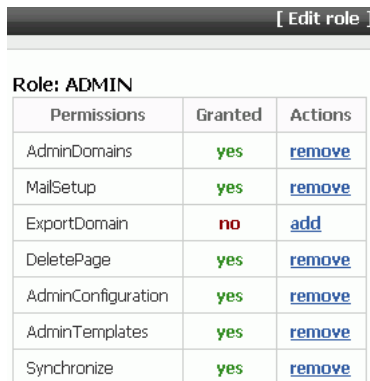 [ Edit role ]
Role: ADMIN
Permissions Granted Actions
AdminDomains yes remove
MailSetup yes remove
ExportDomain no add
DeletePage yes remove
AdminConfiguration yes remove
AdminTemplates yes remove
Synchronize yes remove